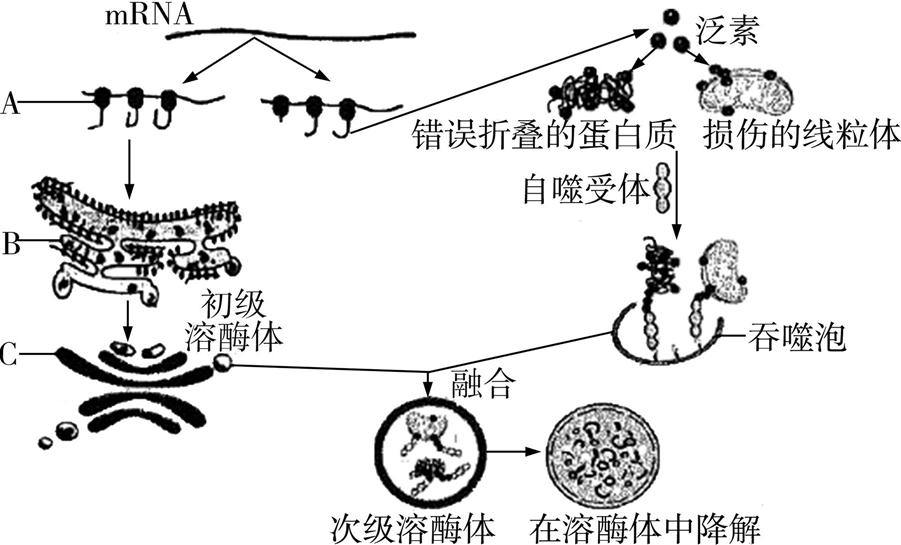 mRNA
泛素
A
错误折叠的蛋白质
损伤的线粒体
自噬受体
B
初级
溶酶体
吞噬泡
C
融合
次级溶酶体
在溶酶体中降解